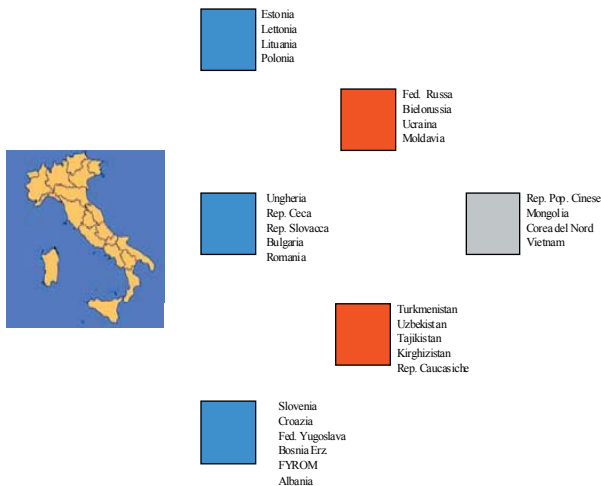 Estonia
Lettonia
Lituania
Polonia
Fed. Russa
Bielorussia
Ucraina
Moldavia
Ungheria
Rep. Ceca
Rep. Slovacca
Bulgaria
Romania
Rep. Pop. Cinese
Mongolia
Corea del Nord
Vietnam
Turkmenistan
Uzbekistan
Tajikistan
Kirghizistan
Rep. Caucasiche
Slovenia
Croazia
Fed. Yugoslava
Bosnia Erz
FYROM
Albania